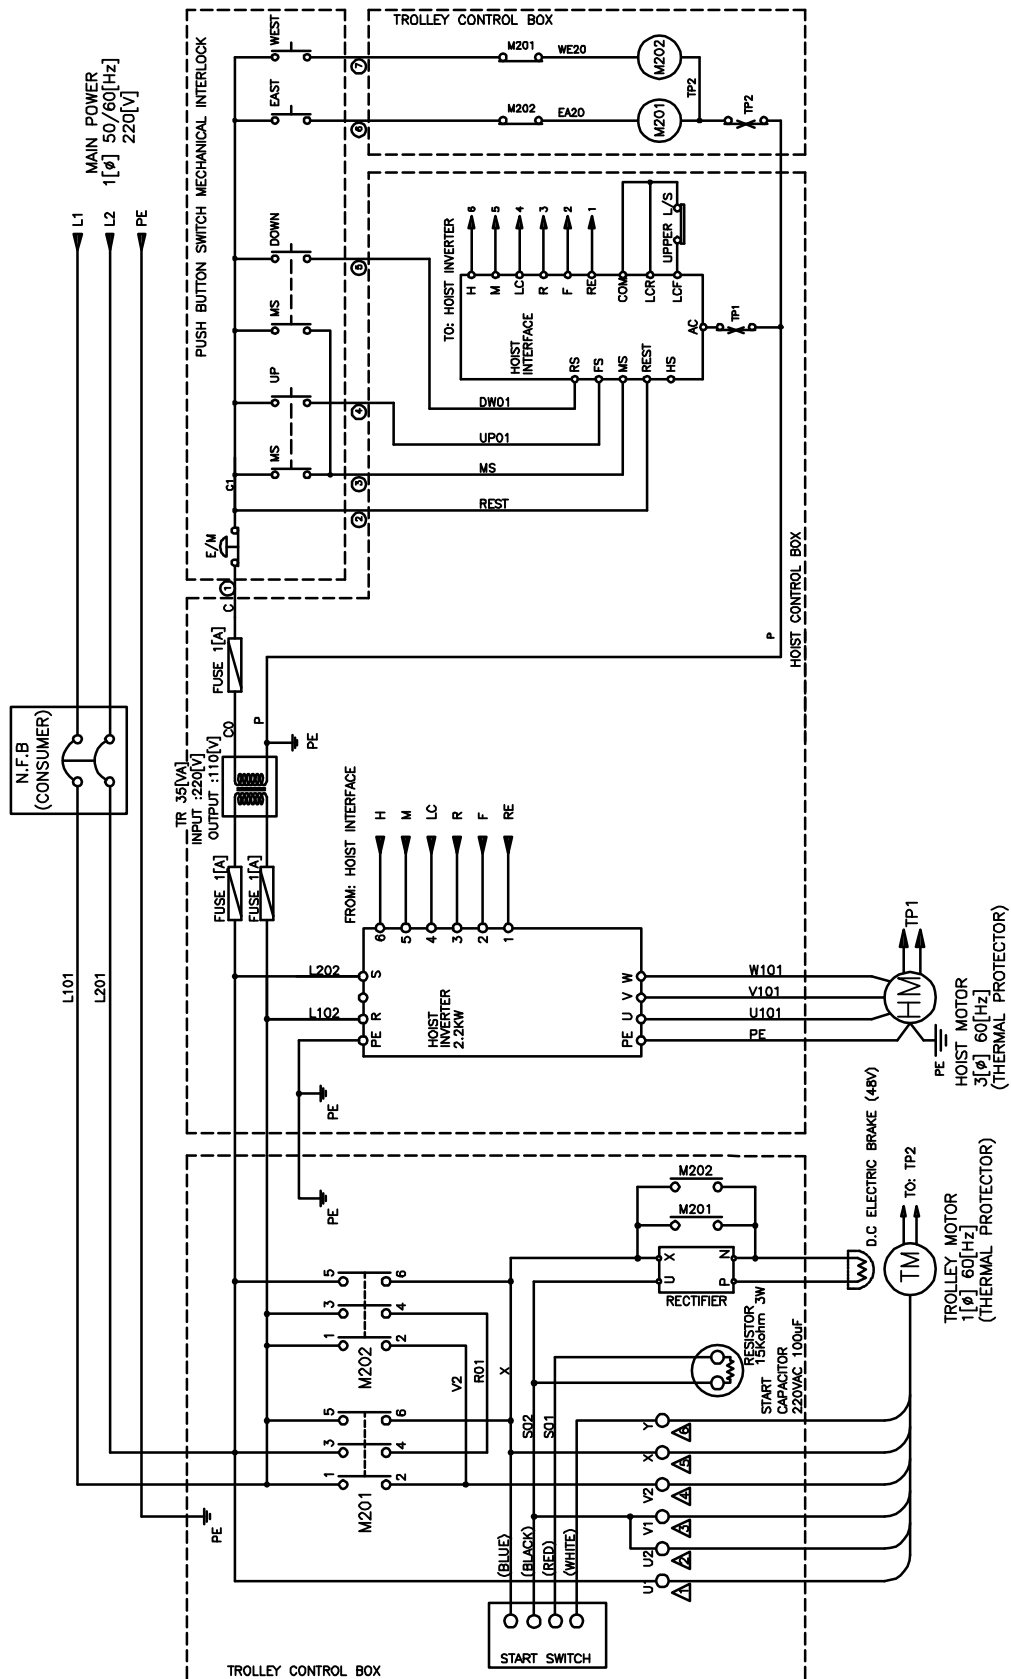 TROLLEY CONTROL BOX
MAIN POWER
1[ø] 50/60[Hz]
220[V]
L1
L2
PE
PUSH BUTTON SWITCH MECHANICAL INTERLOCK
WEST
EAST
DOWN
MS
UP
MS
C1
E/M
7
6
5
4
3
2
1
C
M201
WE20
M202
M202
EA20
M201
TP2
TP2
TO: HOIST INVERTER
6
5
4
3
2
1
H
M
LC
R
F
RE
COM
LCR
LCF
UPPER L/S
AC
TP1
HOIST
INTERFACE
RS
FS
MS
REST
HS
DW01
UP01
MS
REST
HOIST CONTROL BOX
P
FUSE 1[A]
CO
P
PE
TR 35[VA]
INPUT :220[V]
OUTPUT :110[V]
FUSE 1[A]
FUSE 1[A]
N.F.B
(CONSUMER)
L101
L201
FROM: HOIST INTERFACE
H
M
LC
R
F
RE
6
5
4
3
2
1
L202
L102
S
R
PE
HOIST
INVERTER
2.2KW
W
V
U
PE
W101
V101
U101
PE
HM
TP1
PE
HOIST MOTOR
3[ø] 60[Hz]
(THERMAL PROTECTOR)
PE
PE
M202
M201
X
N
U
P
RECTIFIER
D.C ELECTRIC BRAKE (48V)
TM
TO: TP2
TROLLEY MOTOR
1[ø] 60[Hz]
(THERMAL PROTECTOR)
5
6
3
4
1
2
M202
V2
R01
X
5
6
3
4
1
2
M201
S02
S01
RESISTOR
15Kohm 3W
START
CAPACITOR
220VAC 100uF
Y
X
V2
V1
U2
U1
6
5
4
3
2
1
PE
(BLUE)
(BLACK)
(RED)
(WHITE)
START SWITCH
TROLLEY CONTROL BOX